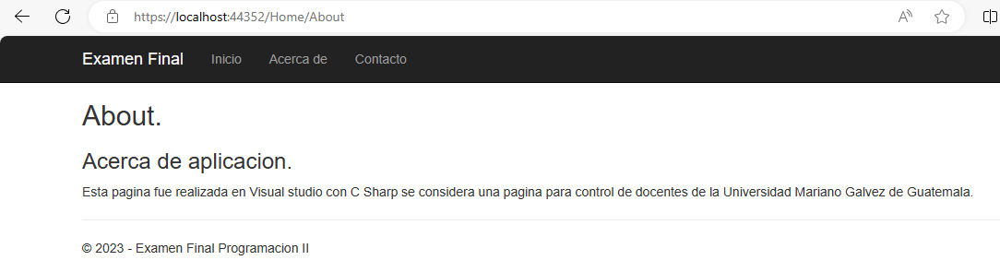 https://localhost:44352/Home/About
Examen Final Inicio Acerca de Contacto
About.
Acerca de aplicacion.
Esta pagina fue realizada en Visual studio con C Sharp se considera una pagina para control de docentes de la Universidad Mariano Galvez de Guatemala.
© 2023 - Examen Final Programacion II